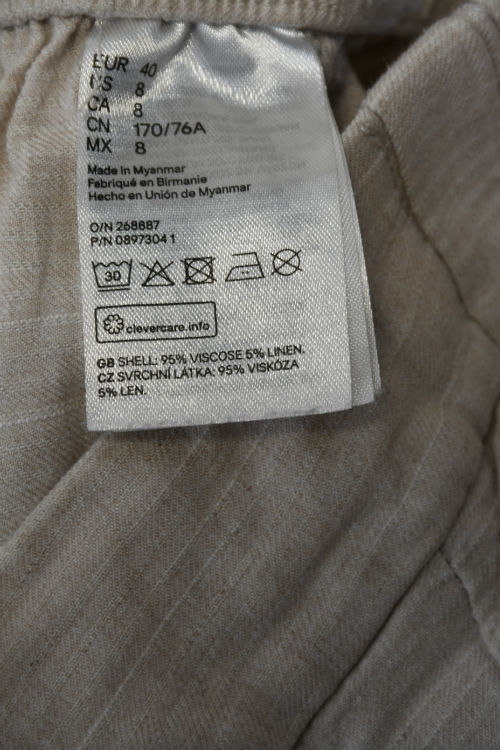 EUR 40
US 8
CA 8
CN 170/76A
MX 8
Made in Myanmar
Fabriqué en Birmanie
Hecho en Unión de Myanmar
O/N 268887
P/N 0897304 1
30
clevercare.info
GB SHELL: 95% VISCOSE 5% LINEN.
CZ SVRCHNÍ LÁTKA: 95% VISKÓZA
5% LEN.